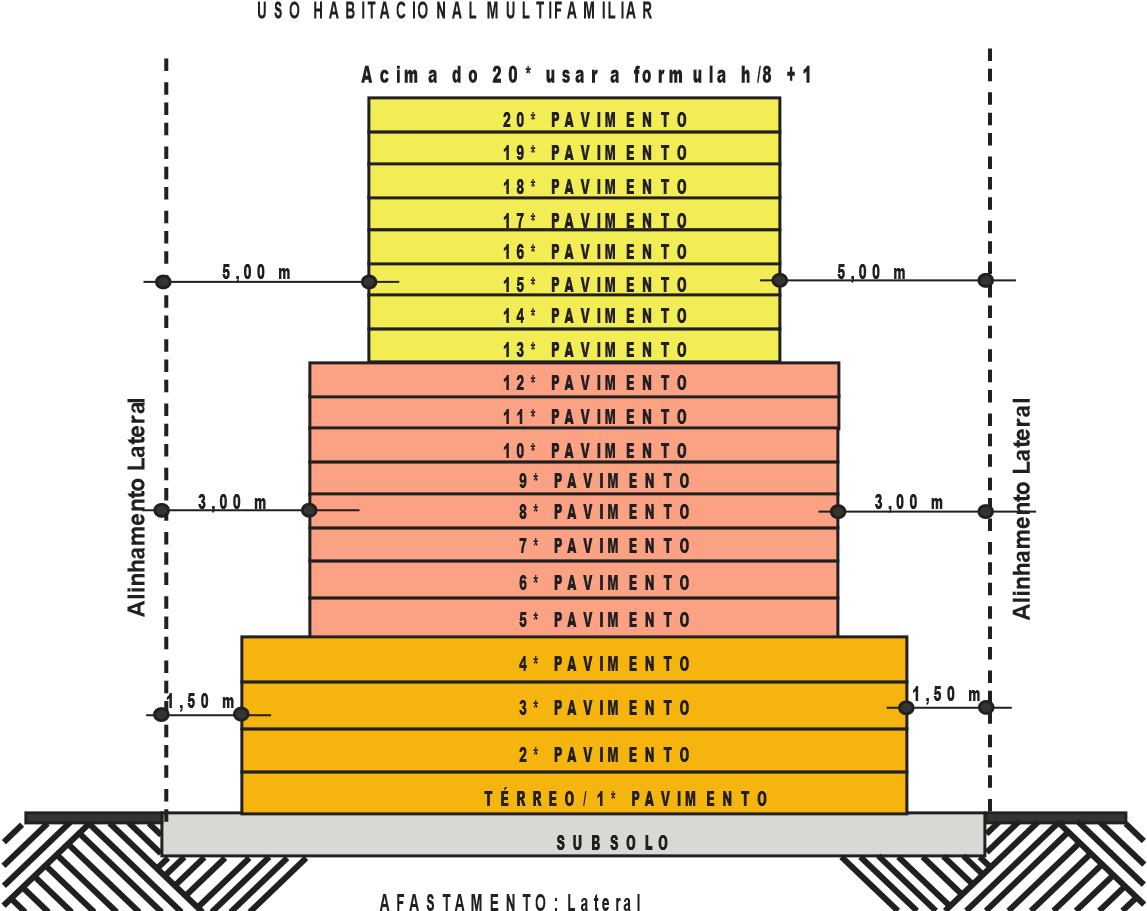 USO HABITACIONAL MULTIFAMILIAR
Acima do 20* usar a formula h/8 +1
20* PAVIMENTO
19* PAVIMENTO
18* PAVIMENTO
17* PAVIMENTO
16* PAVIMENTO
5,00 m
15* PAVIMENTO
5,00 m
14* PAVIMENTO
13* PAVIMENTO
12* PAVIMENTO
11* PAVIMENTO
10* PAVIMENTO
9* PAVIMENTO
Alinhamento Lateral
3,00 m
8* PAVIMENTO
3,00 m
Alinhamento Lateral
7* PAVIMENTO
6* PAVIMENTO
5* PAVIMENTO
4* PAVIMENTO
1,50 m
3* PAVIMENTO
1,50 m
2* PAVIMENTO
TÉRREO/ 1* PAVIMENTO
SUBSOLO
AFASTAMENTO: Lateral